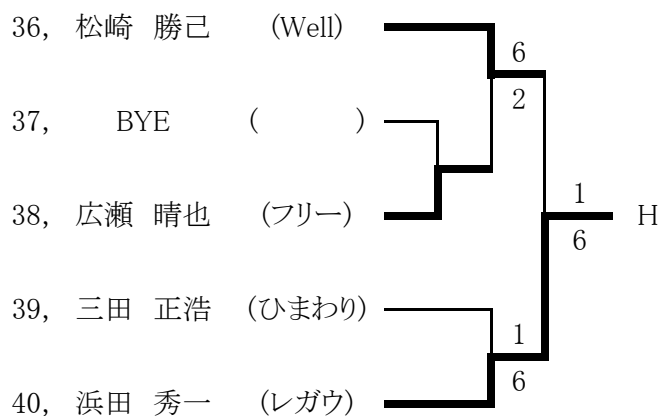 36, 松崎 勝己 (Well)
6
2
37, BYE ( )
38, 広瀬 晴也 (フリー)
1
6
H
39, 三田 正浩 (ひまわり)
1
6
40, 浜田 秀一 (レガウ)